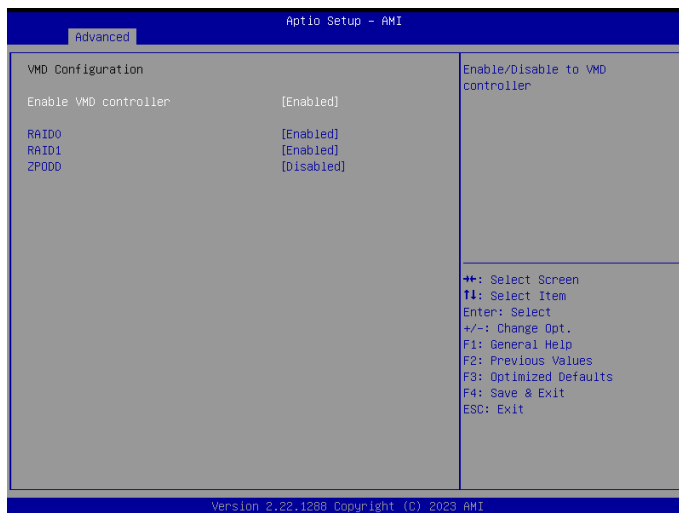 Aptio Setup – AMI
Advanced
VMD Configuration
Enable VMD controller [Enabled]
RAID0 [Enabled]
RAID1 [Enabled]
ZPODD [Disabled]
Enable/Disable to VMD
controller
→←: Select Screen
↑↓: Select Item
Enter: Select
+/-: Change Opt.
F1: General Help
F2: Previous Values
F3: Optimized Defaults
F4: Save & Exit
ESC: Exit
Version 2.22.1288 Copyright (C) 2023 AMI